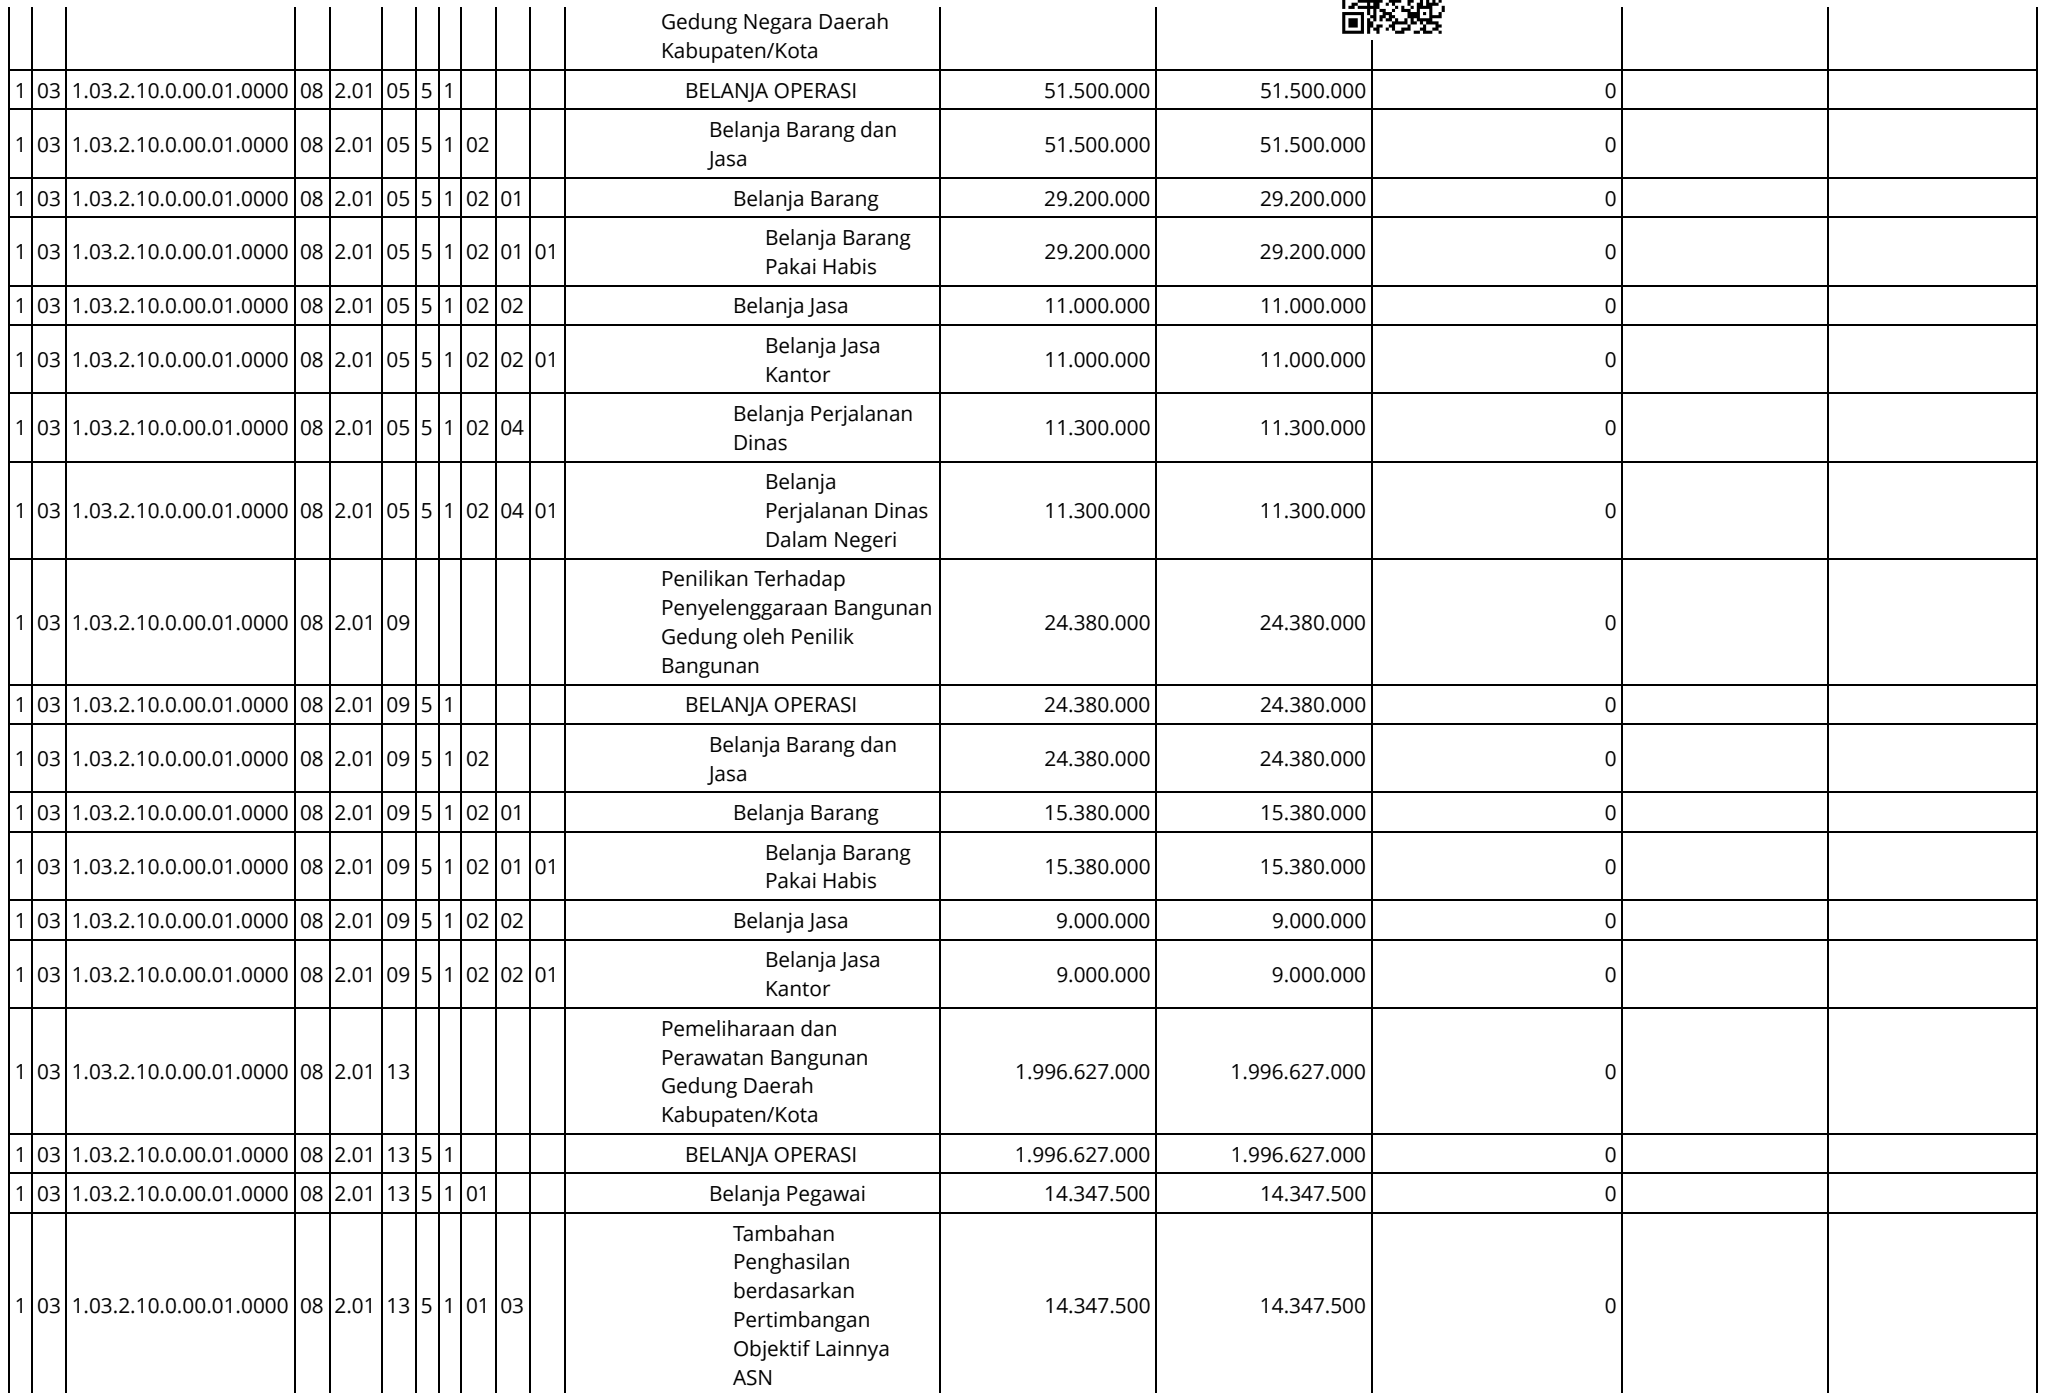 Gedung Negara Daerah
Kabupaten/Kota
1 03 1.03.2.10.0.00.01.0000 08 2.01 05 5 1 BELANJA OPERASI 51.500.000 51.500.000 0
1 03 1.03.2.10.0.00.01.0000 08 2.01 05 5 1 02 Belanja Barang dan
Jasa 51.500.000 51.500.000 0
1 03 1.03.2.10.0.00.01.0000 08 2.01 05 5 1 02 01 Belanja Barang 29.200.000 29.200.000 0
1 03 1.03.2.10.0.00.01.0000 08 2.01 05 5 1 02 01 01 Belanja Barang
Pakai Habis 29.200.000 29.200.000 0
1 03 1.03.2.10.0.00.01.0000 08 2.01 05 5 1 02 02 Belanja Jasa 11.000.000 11.000.000 0
1 03 1.03.2.10.0.00.01.0000 08 2.01 05 5 1 02 02 01 Belanja Jasa
Kantor 11.000.000 11.000.000 0
1 03 1.03.2.10.0.00.01.0000 08 2.01 05 5 1 02 04 Belanja Perjalanan
Dinas 11.300.000 11.300.000 0
1 03 1.03.2.10.0.00.01.0000 08 2.01 05 5 1 02 04 01 Belanja
Perjalanan Dinas
Dalam Negeri 11.300.000 11.300.000 0
1 03 1.03.2.10.0.00.01.0000 08 2.01 09 Penilikan Terhadap
Penyelenggaraan Bangunan
Gedung oleh Penilik
Bangunan 24.380.000 24.380.000 0
1 03 1.03.2.10.0.00.01.0000 08 2.01 09 5 1 BELANJA OPERASI 24.380.000 24.380.000 0
1 03 1.03.2.10.0.00.01.0000 08 2.01 09 5 1 02 Belanja Barang dan
Jasa 24.380.000 24.380.000 0
1 03 1.03.2.10.0.00.01.0000 08 2.01 09 5 1 02 01 Belanja Barang 15.380.000 15.380.000 0
1 03 1.03.2.10.0.00.01.0000 08 2.01 09 5 1 02 01 01 Belanja Barang
Pakai Habis 15.380.000 15.380.000 0
1 03 1.03.2.10.0.00.01.0000 08 2.01 09 5 1 02 02 Belanja Jasa 9.000.000 9.000.000 0
1 03 1.03.2.10.0.00.01.0000 08 2.01 09 5 1 02 02 01 Belanja Jasa
Kantor 9.000.000 9.000.000 0
1 03 1.03.2.10.0.00.01.0000 08 2.01 13 Pemeliharaan dan
Perawatan Bangunan
Gedung Daerah
Kabupaten/Kota 1.996.627.000 1.996.627.000 0
1 03 1.03.2.10.0.00.01.0000 08 2.01 13 5 1 BELANJA OPERASI 1.996.627.000 1.996.627.000 0
1 03 1.03.2.10.0.00.01.0000 08 2.01 13 5 1 01 Belanja Pegawai 14.347.500 14.347.500 0
1 03 1.03.2.10.0.00.01.0000 08 2.01 13 5 1 01 03 Tambahan
Penghasilan
berdasarkan
Pertimbangan
Objektif Lainnya
ASN 14.347.500 14.347.500 0